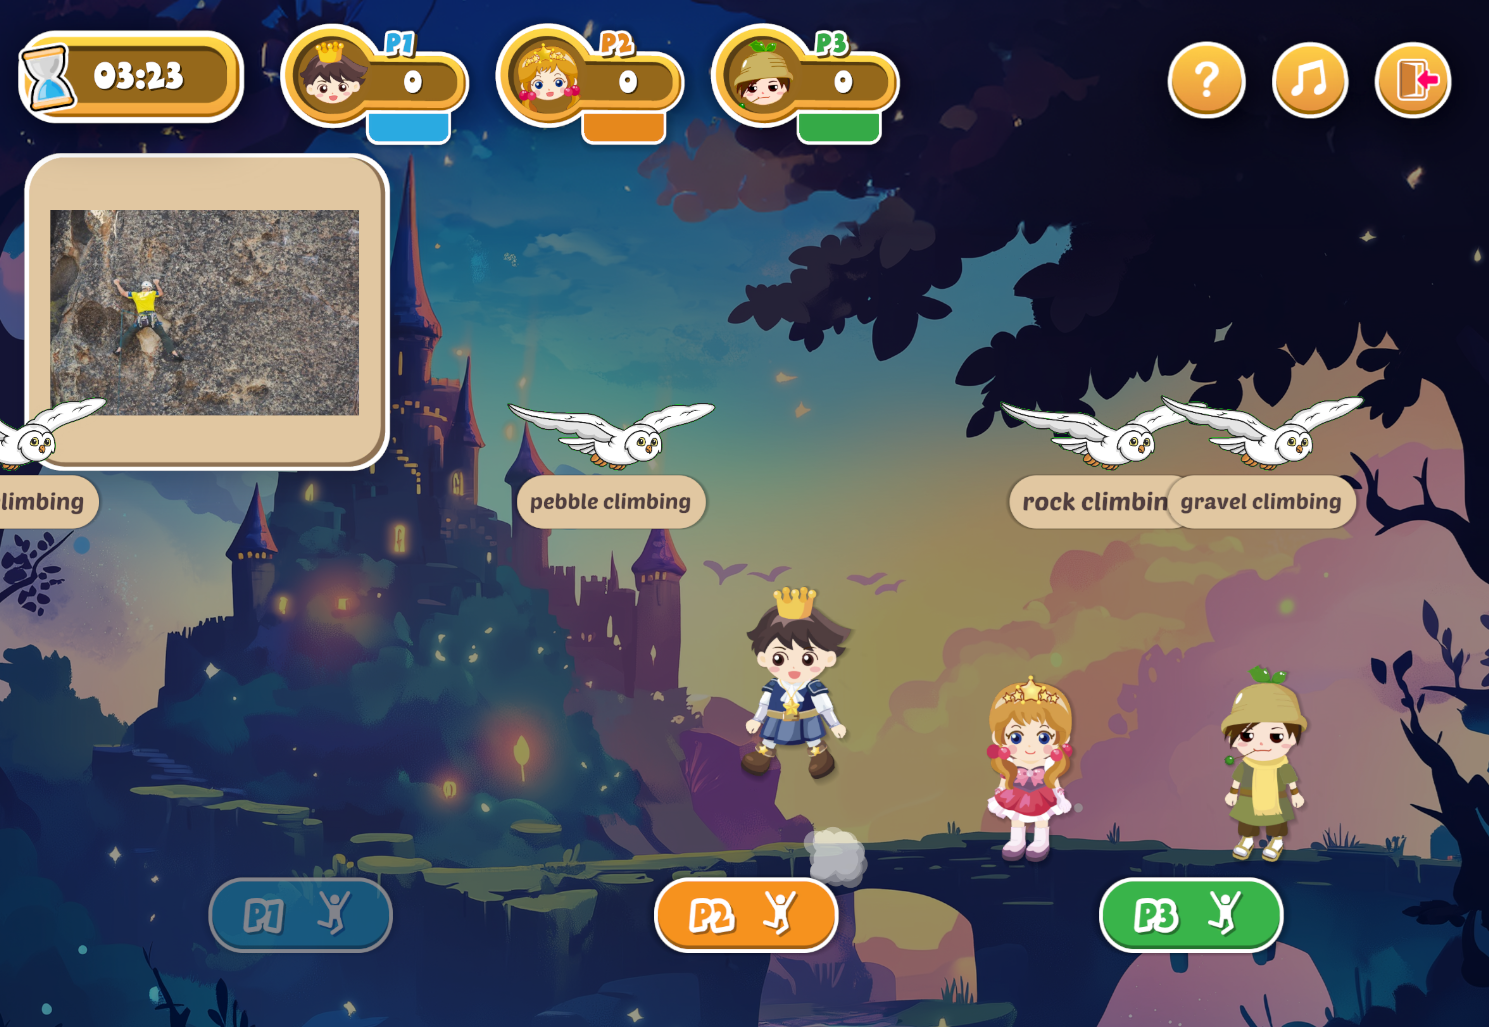 03:23
P1
0
P2
0
P3
0
?
limbing
pebble climbing
rock climbin
gravel climbing
P1
P2
P3